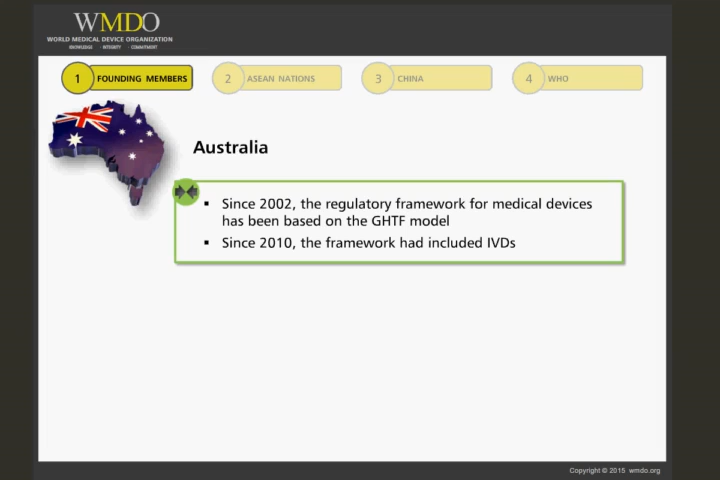 WMDO
WORLD MEDICAL DEVICE ORGANIZATION
KNOWLEDGE · INTEGRITY · COMMITMENT
1 FOUNDING MEMBERS
2 ASEAN NATIONS
3 CHINA
4 WHO
Australia
▪ Since 2002, the regulatory framework for medical devices
has been based on the GHTF model
▪ Since 2010, the framework had included IVDs
Copyright © 2015 wmdo.org